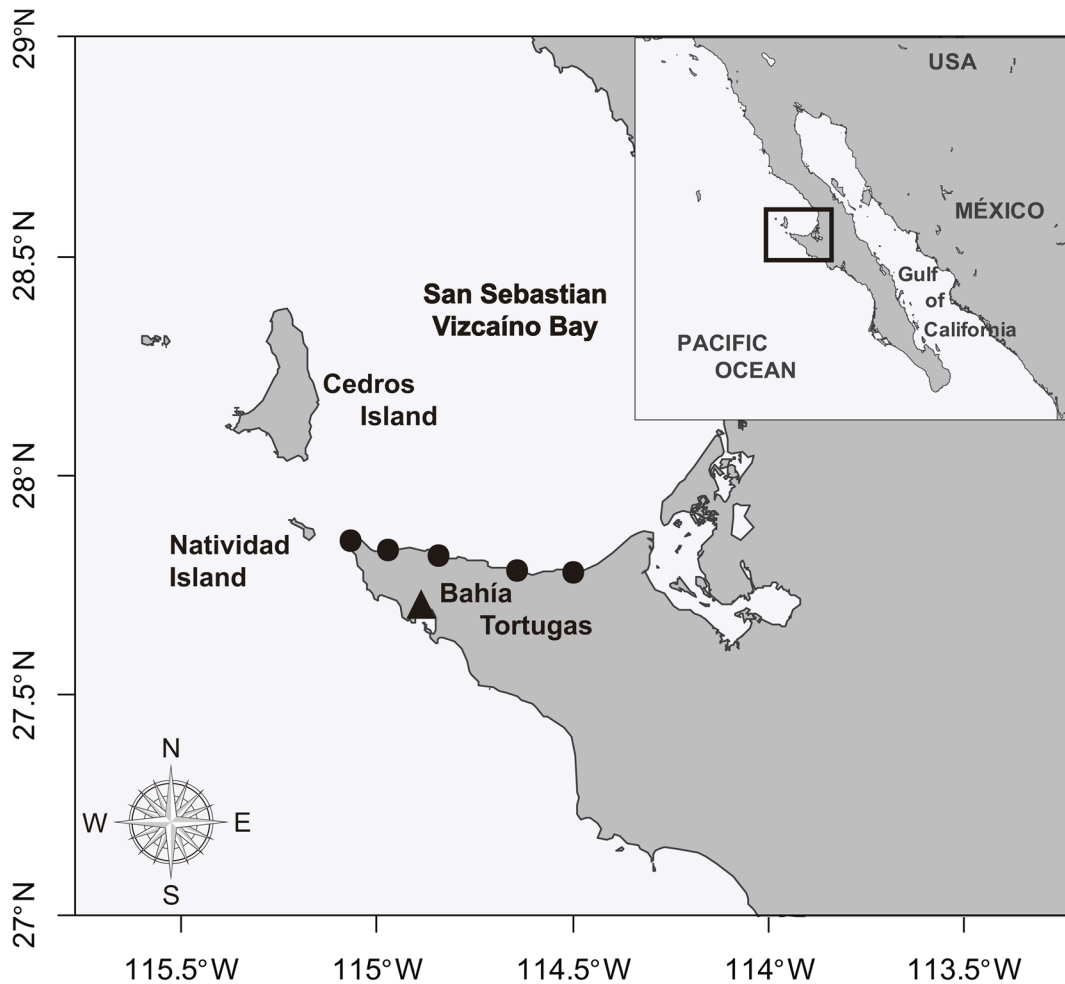 29°N
28.5°N
28°N
27.5°N
27°N
USA
MÉXICO
Gulf
of
California
PACIFIC
OCEAN
San Sebastian
Vizcaíno Bay
Cedros
Island
Natividad
Island
Bahía
Tortugas
N
W
E
S
115.5°W
115°W
114.5°W
114°W
113.5°W